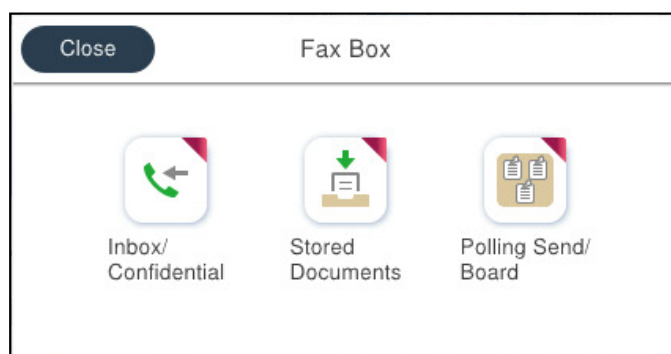 Close
Fax Box
Inbox/
Confidential
Stored
Documents
Polling Send/
Board